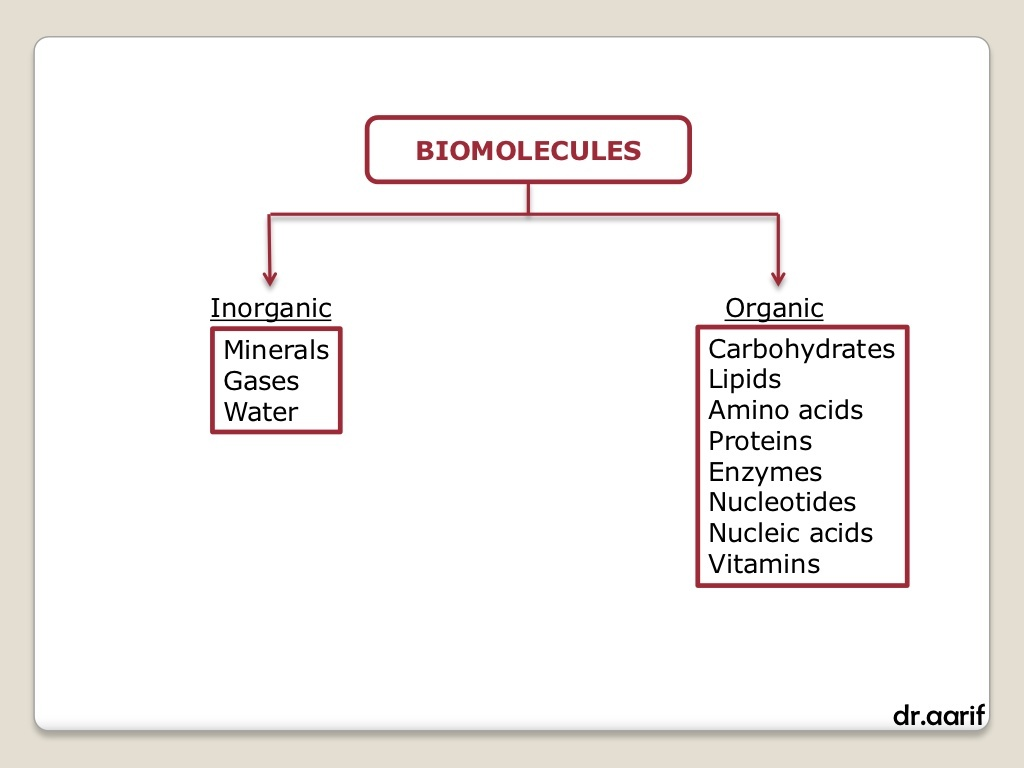 BIOMOLECULES
Inorganic
Minerals
Gases
Water
Organic
Carbohydrates
Lipids
Amino acids
Proteins
Enzymes
Nucleotides
Nucleic acids
Vitamins
dr.aarif